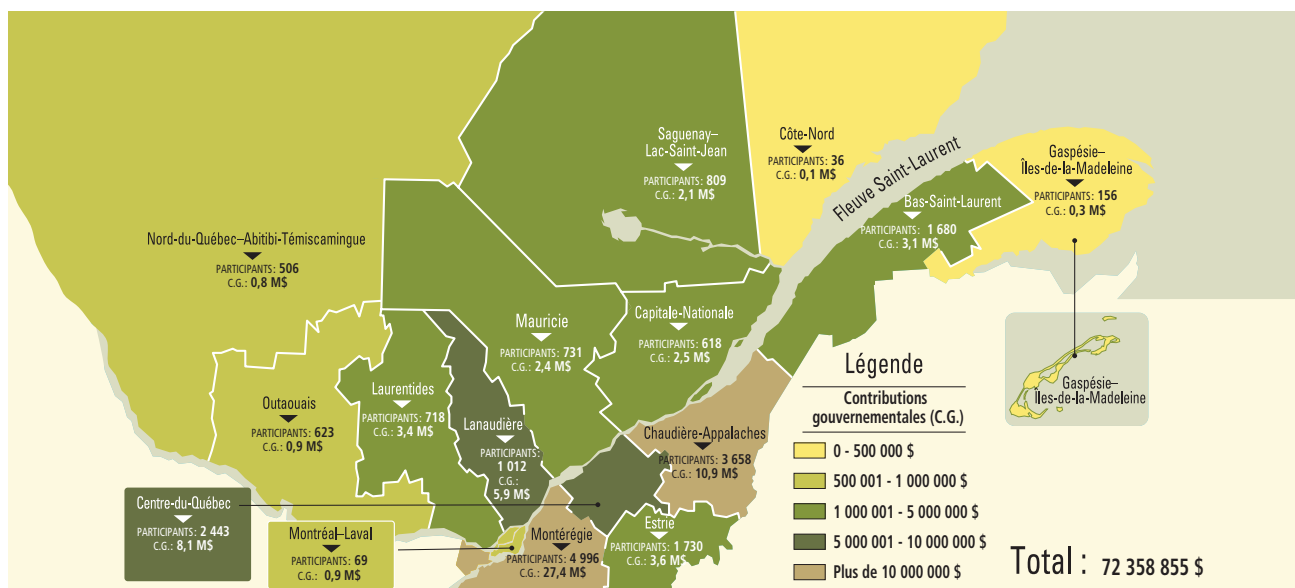 Saguenay–
Lac-Saint-Jean
PARTICIPANTS: 809
C.G.: 2,1 M$
Côte-Nord
PARTICIPANTS: 36
C.G.: 0,1 M$
Fleuve Saint-Laurent
Gaspésie–
Îles-de-la-Madeleine
PARTICIPANTS: 156
C.G.: 0,3 M$
Bas-Saint-Laurent
PARTICIPANTS: 1 680
C.G.: 3,1 M$
Nord-du-Québec–Abitibi-Témiscamingue
PARTICIPANTS: 506
C.G.: 0,8 M$
Mauricie
PARTICIPANTS: 731
C.G.: 2,4 M$
Capitale-Nationale
PARTICIPANTS: 618
C.G.: 2,5 M$
Outaouais
PARTICIPANTS: 623
C.G.: 0,9 M$
Laurentides
PARTICIPANTS: 718
C.G.: 3,4 M$
Lanaudière
PARTICIPANTS:
1 012
C.G.:
5,9 M$
Chaudière-Appalaches
PARTICIPANTS: 3 658
C.G.: 10,9 M$
Centre-du-Québec
PARTICIPANTS: 2 443
C.G.: 8,1 M$
Montréal–Laval
PARTICIPANTS: 69
C.G.: 0,9 M$
Montérégie
PARTICIPANTS: 4 996
C.G.: 27,4 M$
Estrie
PARTICIPANTS: 1 730
C.G.: 3,6 M$
Gaspésie–
Îles-de-la-Madeleine
Légende
Contributions
gouvernementales (C.G.)
0 - 500 000 $
500 001 - 1 000 000 $
1 000 001 - 5 000 000 $
5 000 001 - 10 000 000 $
Plus de 10 000 000 $
Total : 72 358 855 $